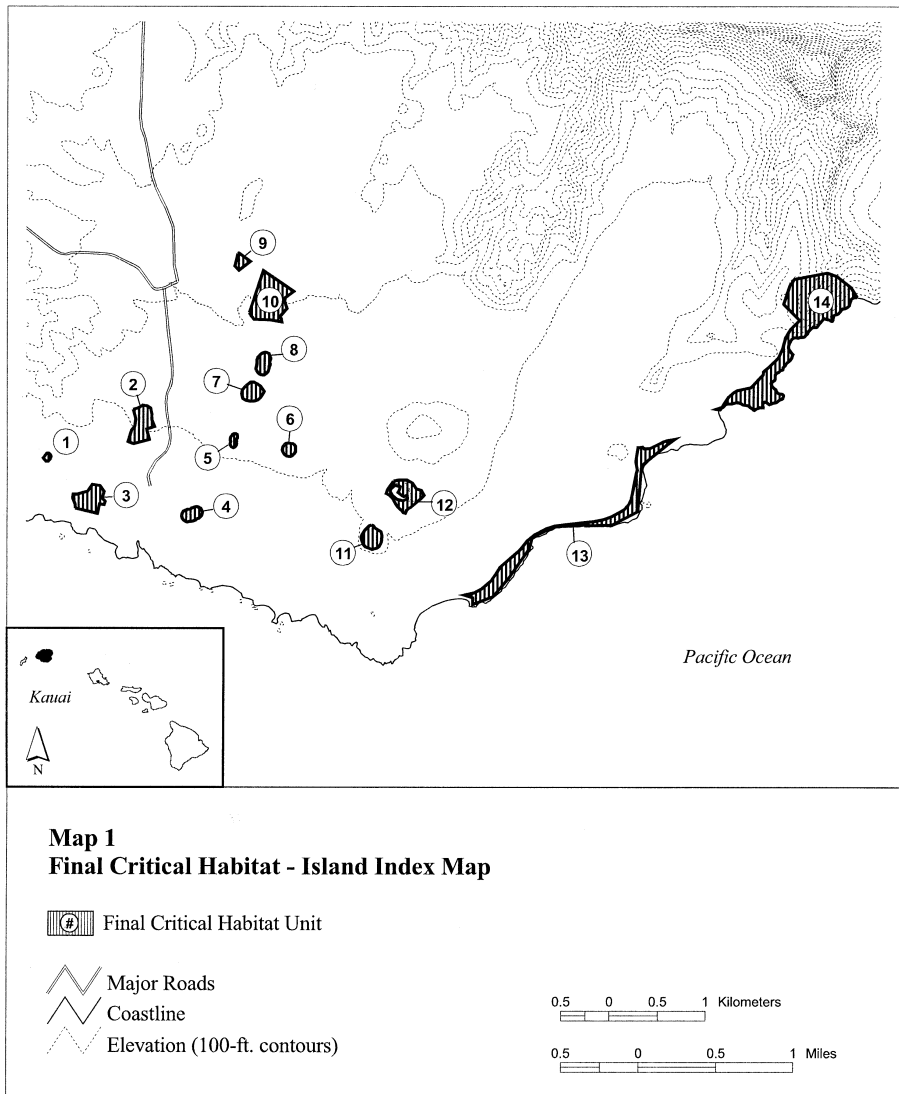 9
10
14
8
7
2
6
1
5
3
4
12
11
13
Pacific Ocean
Kauai
N
Map 1
Final Critical Habitat - Island Index Map
# Final Critical Habitat Unit
Major Roads
Coastline
Elevation (100-ft. contours)
0.5 0 0.5 1 Kilometers
0.5 0 0.5 1 Miles